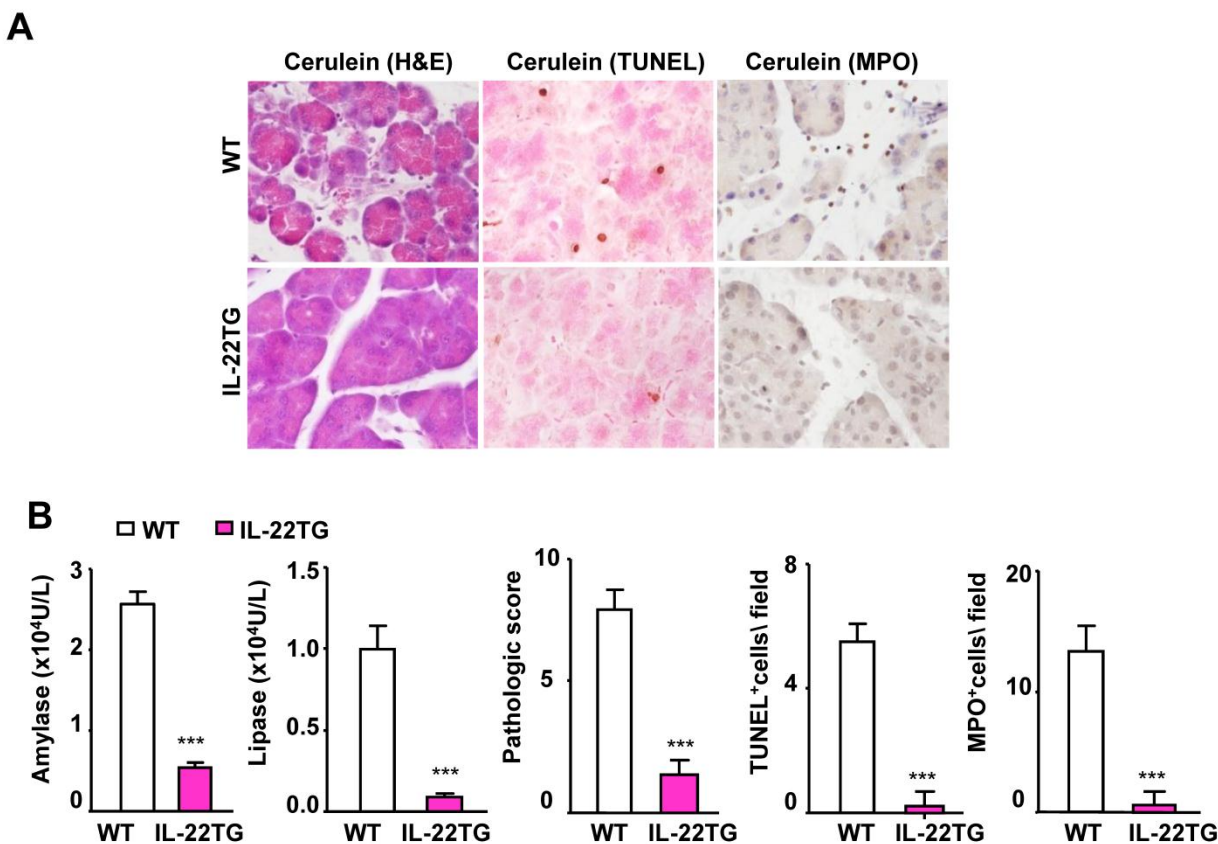 A
Cerulein (H&E) Cerulein (TUNEL) Cerulein (MPO)
WT
IL-22TG
B
WT IL-22TG
Amylase (x10⁴U/L)
3
2
1
0
WT IL-22TG
***
Lipase (x10⁴U/L)
1.5
1.0
0.5
0.0
WT IL-22TG
***
Pathologic score
10
5
0
WT IL-22TG
***
TUNEL⁺cells\ field
8
4
0
WT IL-22TG
***
MPO⁺cells\ field
20
10
0
WT IL-22TG
***